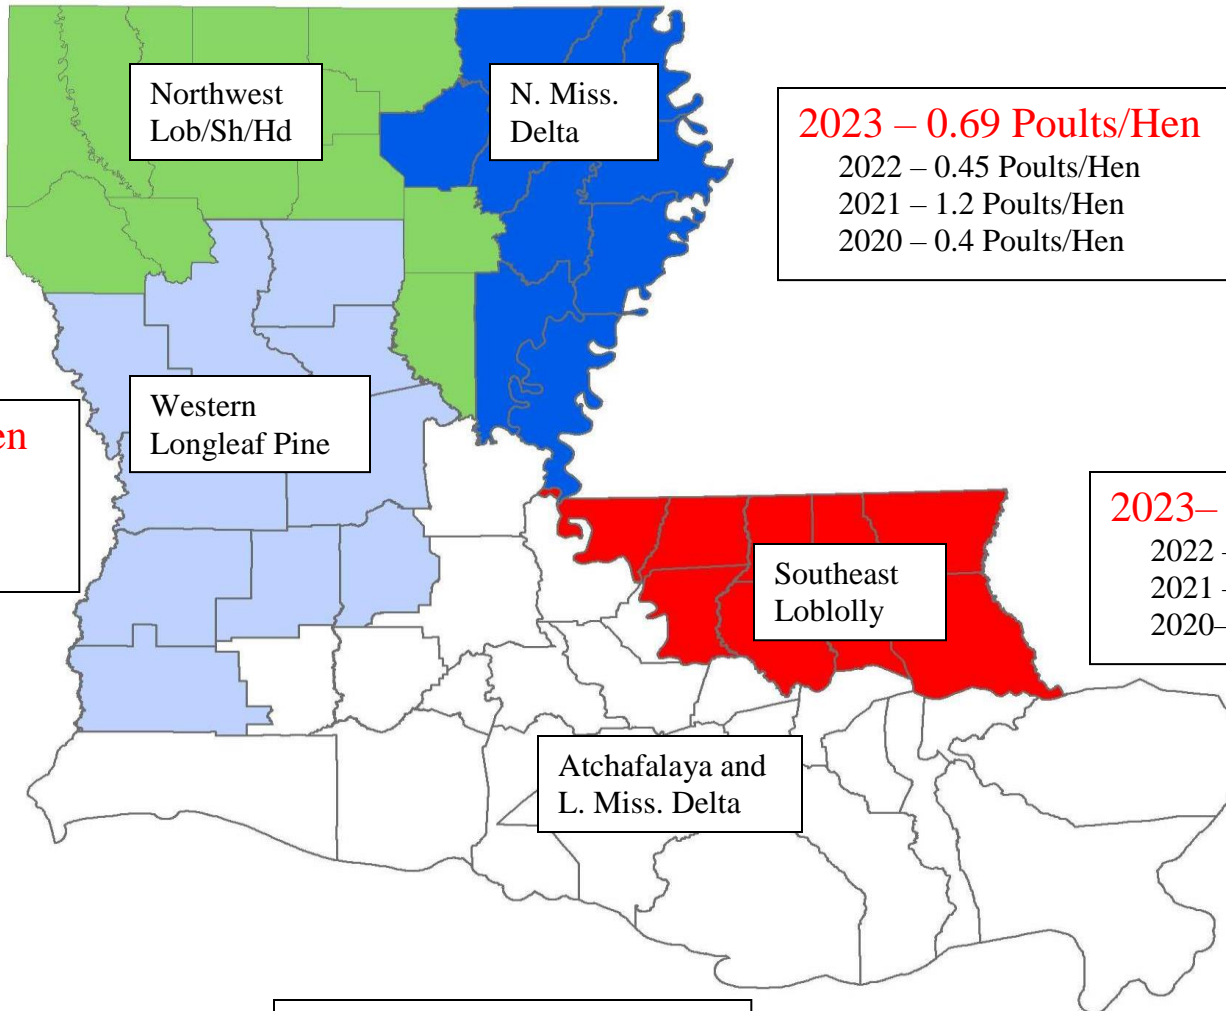 Northwest
Lob/Sh/Hd
N. Miss.
Delta
2023 – 0.69 Poults/Hen
2022 – 0.45 Poults/Hen
2021 – 1.2 Poults/Hen
2020 – 0.4 Poults/Hen
Western
Longleaf Pine
en
2023–
2022 –
2021 –
2020–
Southeast
Loblolly
Atchafalaya and
L. Miss. Delta